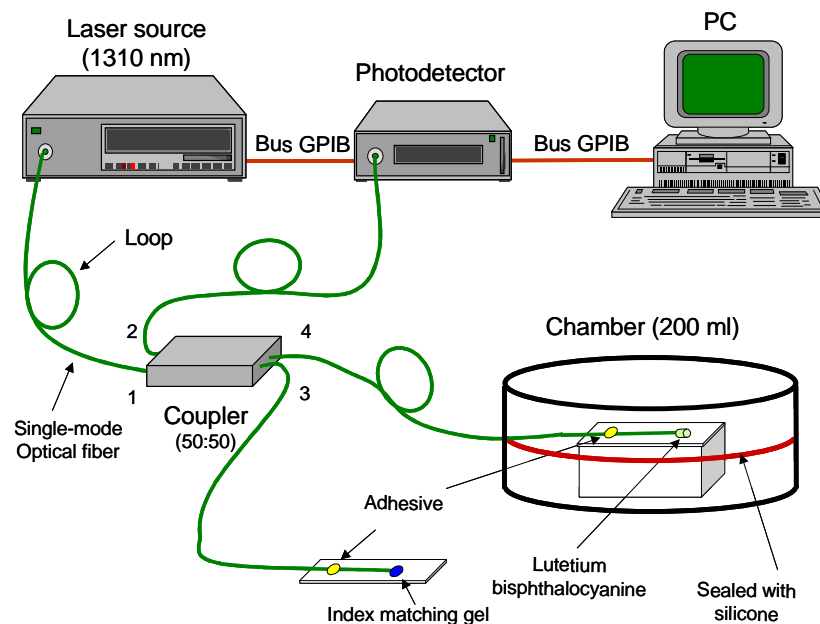 Laser source
(1310 nm)
Photodetector
PC
Bus GPIB
Bus GPIB
Loop
2
4
Chamber (200 ml)
1
3
Coupler
(50:50)
Single-mode
Optical fiber
Adhesive
Lutetium
bisphthalocyanine
Sealed with
silicone
Index matching gel